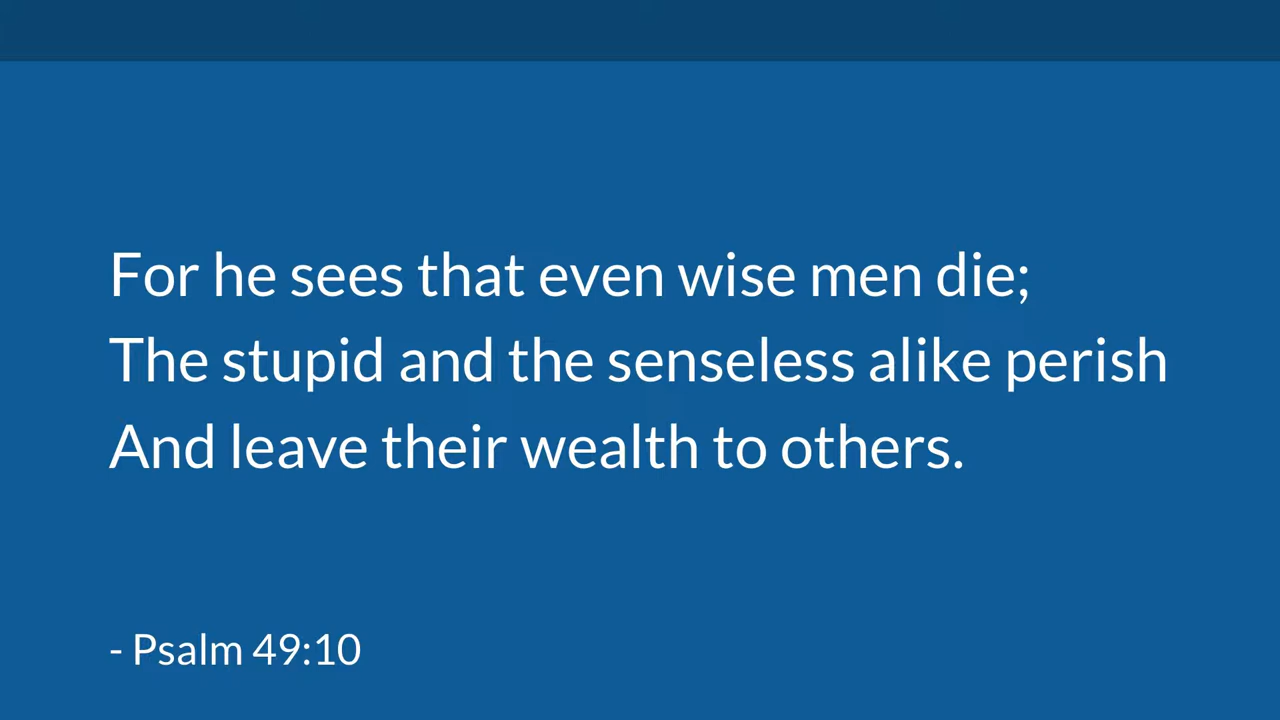 For he sees that even wise men die;
The stupid and the senseless alike perish
And leave their wealth to others.
- Psalm 49:10